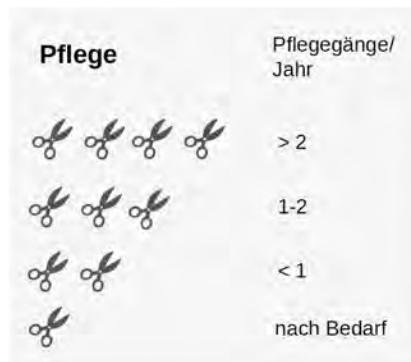 Pflege
Pflegegänge/
Jahr
> 2
1-2
< 1
nach Bedarf